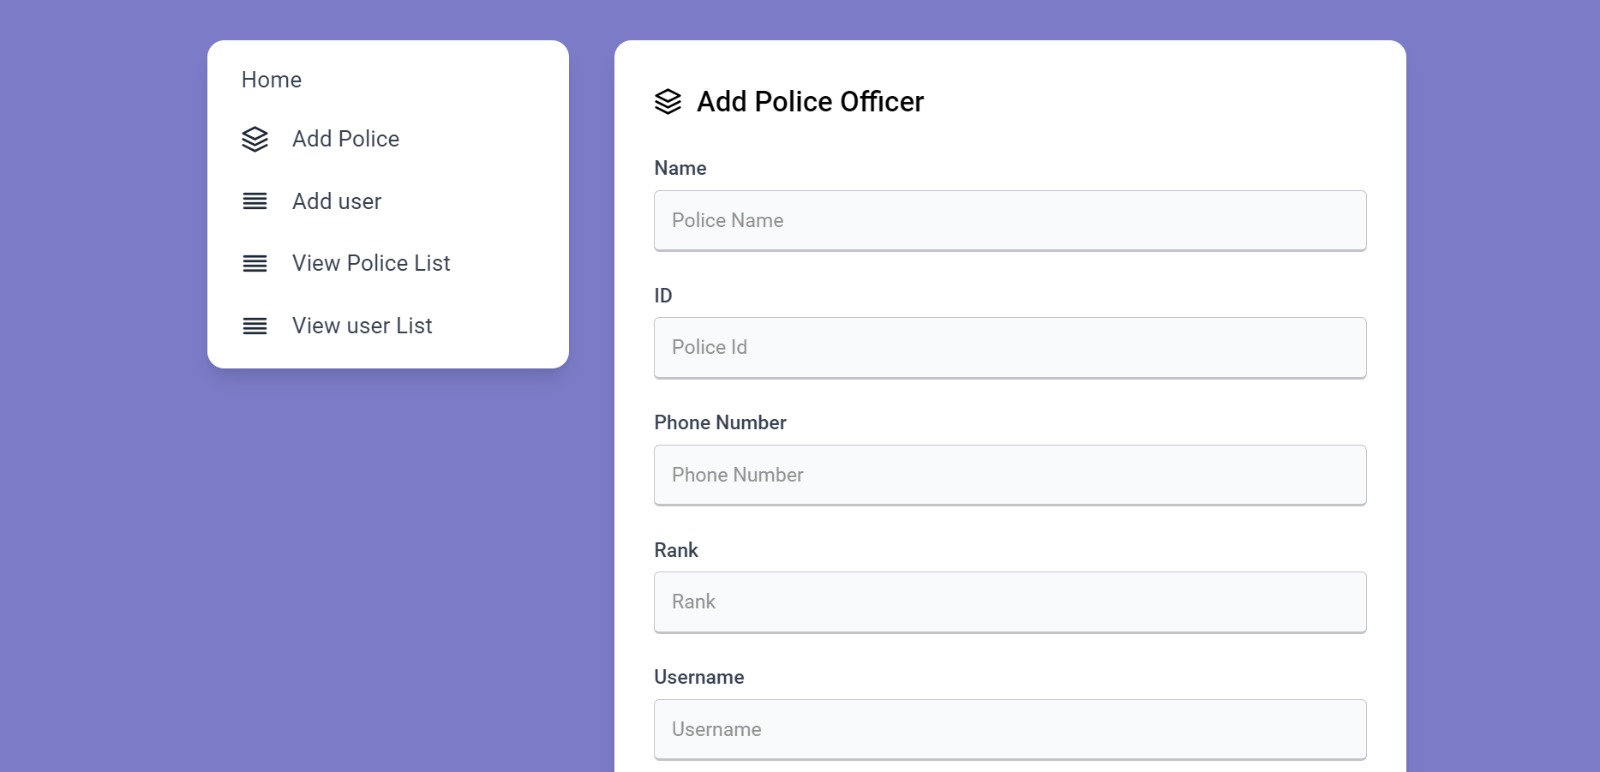 Home
Add Police
Add user
View Police List
View user List
Add Police Officer
Name
Police Name
ID
Police Id
Phone Number
Phone Number
Rank
Rank
Username
Username